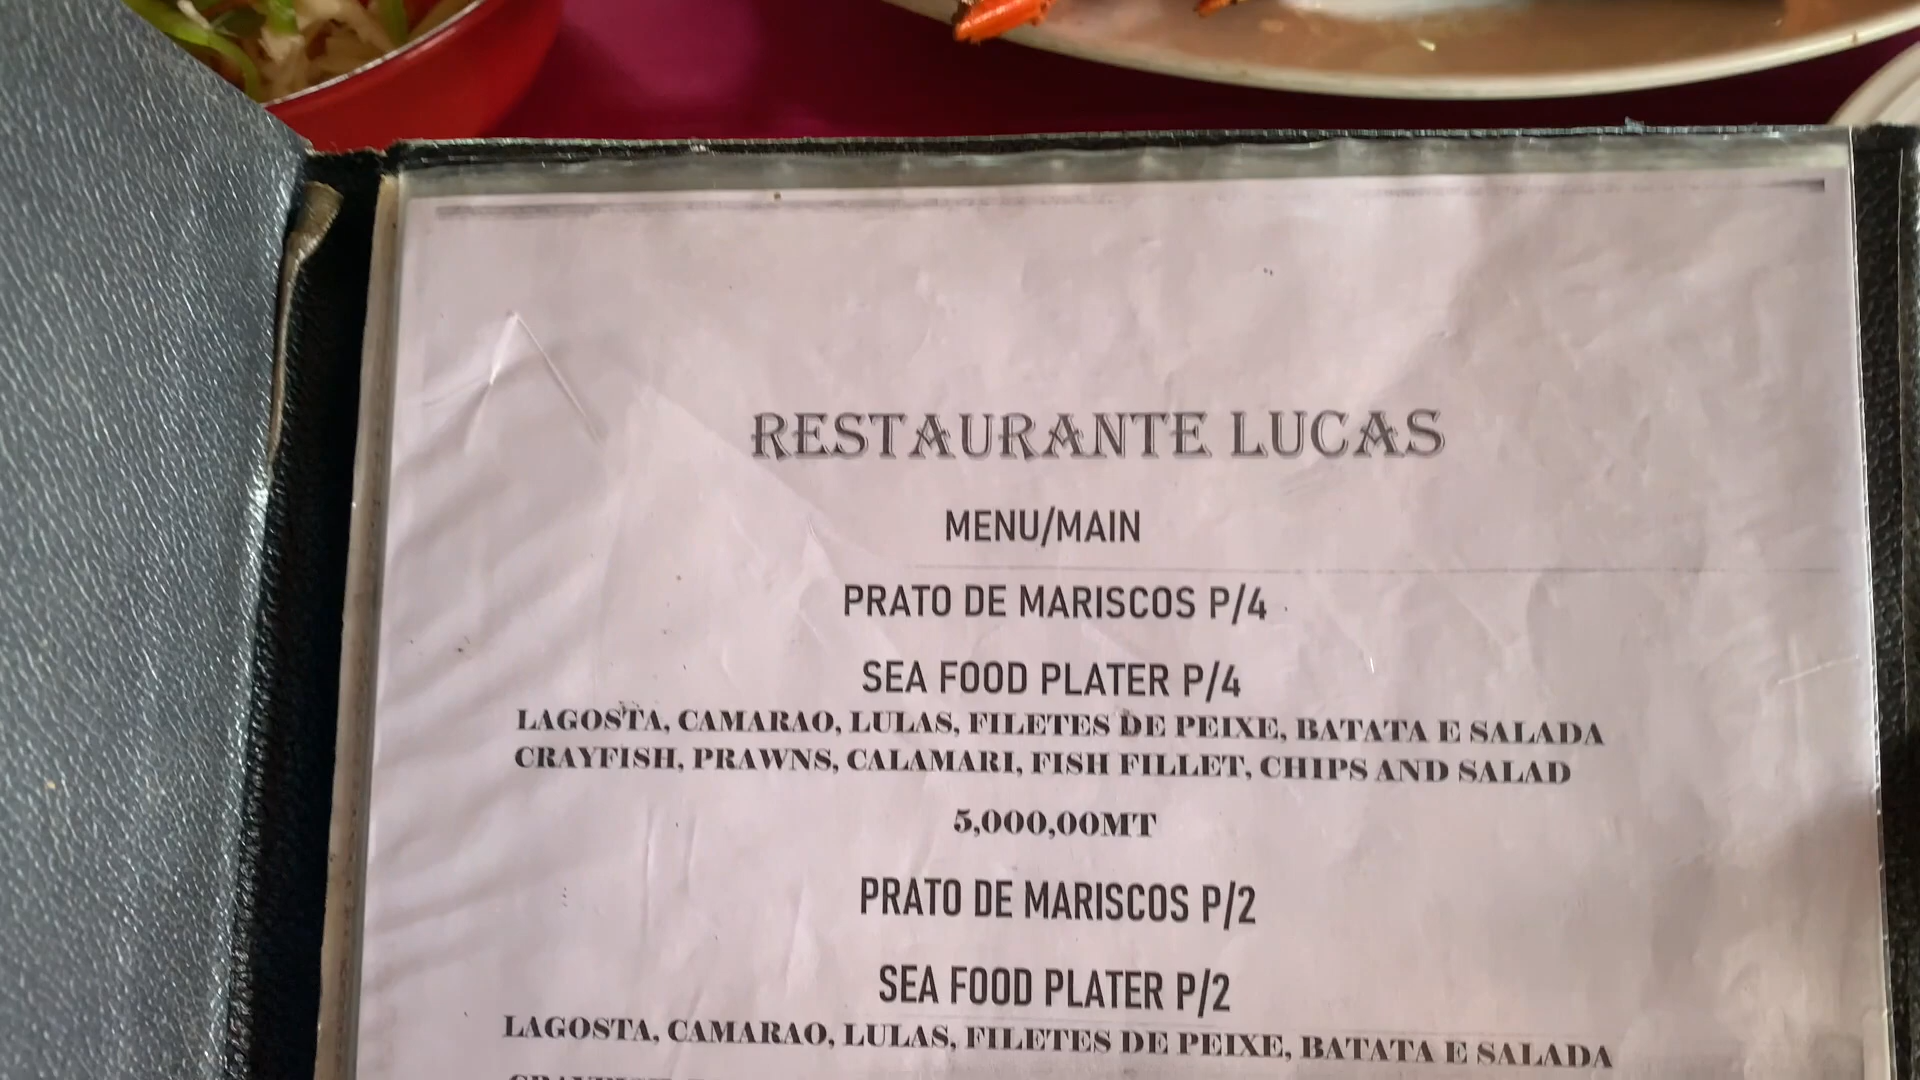 RESTAURANTE LUCAS
MENU/MAIN
PRATO DE MARISCOS P/4
SEA FOOD PLATER P/4
LAGOSTA, CAMARAO, LULAS, FILETES DE PEIXE, BATATA E SALADA
CRAYFISH, PRAWNS, CALAMARI, FISH FILLET, CHIPS AND SALAD
5,000,00MT
PRATO DE MARISCOS P/2
SEA FOOD PLATER P/2
LAGOSTA, CAMARAO, LULAS, FILETES DE PEIXE, BATATA E SALADA